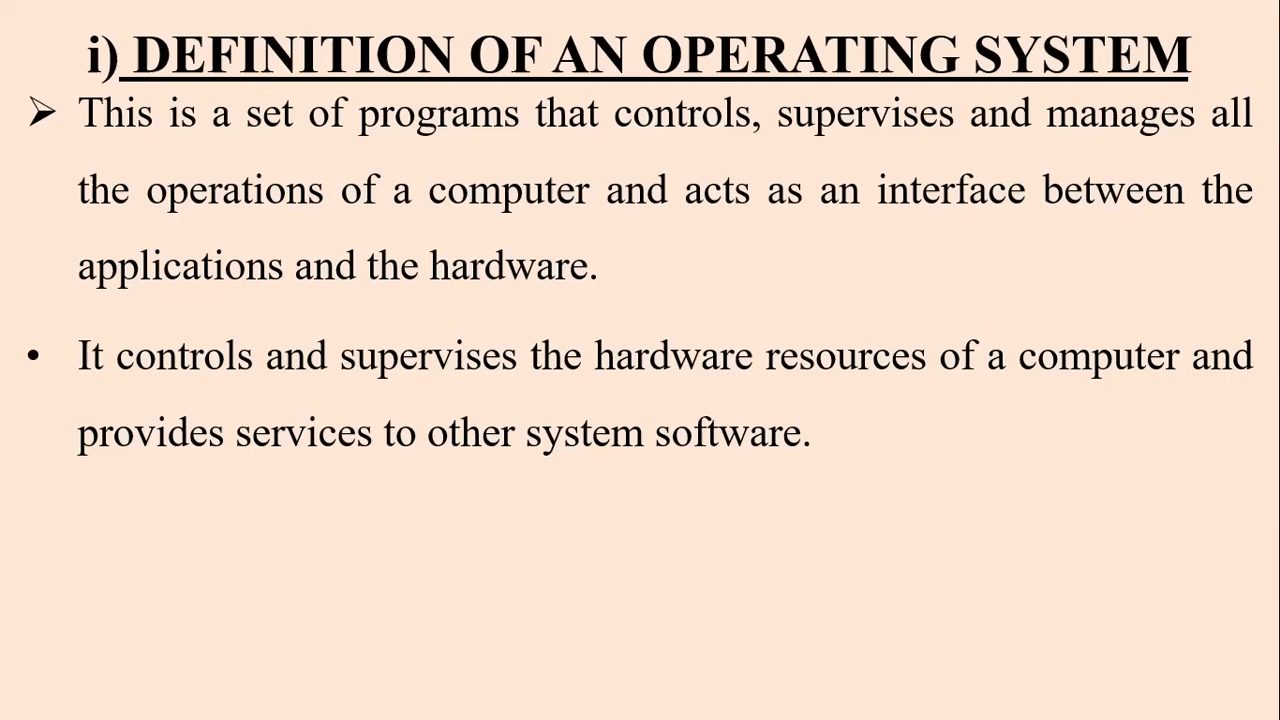 i) DEFINITION OF AN OPERATING SYSTEM
➢ This is a set of programs that controls, supervises and manages all
the operations of a computer and acts as an interface between the
applications and the hardware.
• It controls and supervises the hardware resources of a computer and
provides services to other system software.